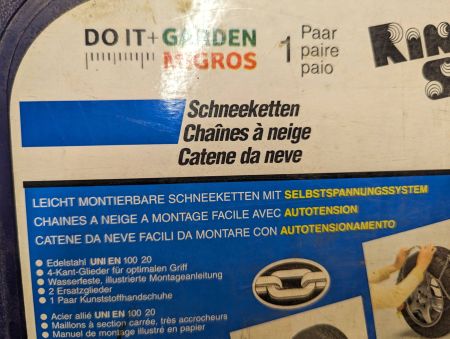 DO IT + GARDEN
MIGROS
1 Paar
paire
paio
Schneeketten
Chaînes à neige
Catene da neve
LEICHT MONTIERBARE SCHNEEKETTEN MIT SELBSTSPANNUNGSSYSTEM
CHAINES A NEIGE A MONTAGE FACILE AVEC AUTOTENSION
CATENE DA NEVE FACILI DA MONTARE CON AUTOTENSIONAMENTO
● Edelstahl UNI EN 100 20
● 4-Kant-Glieder für optimalen Griff
● Wasserfeste, illustrierte Montageanleitung
● 2 Ersatzglieder
● 1 Paar Kunststoffhandschuhe
● Acier allié UNI EN 100 20
● Maillons à section carrée, très accrocheurs
● Manuel de montage illustré en papier